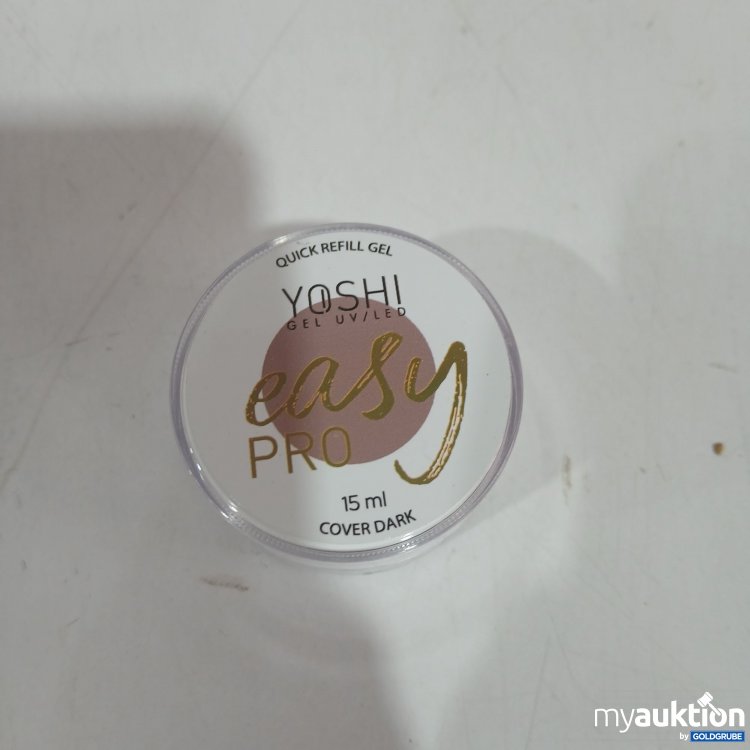 QUICK REFILL GEL
YOSHI
GEL UV/LED
easy
PRO
15 ml
COVER DARK
myauktion
by GOLDGRUBE